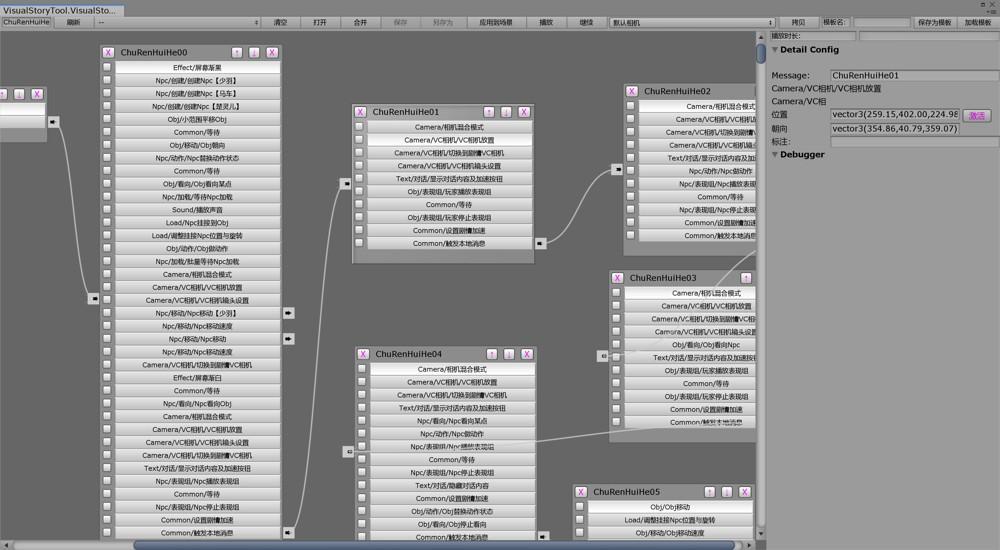 VisualStoryTool.VisualSto...
ChuRenHuiHe
刷新
--
清空
打开
合并
保存
另存为
应用到场景
播放
继续
默认相机
拷贝
模板名:
保存为模板
加载模板
播放时长:
Detail Config
Message:
ChuRenHuiHe01
Camera/VC相机/VC相机放置
Camera/VC相
位置
vector3(259.15,402.00,224.98
激活
朝向
vector3(354.86,40.79,359.07)
标注:
Debugger
↑
↓
X
X
ChuRenHuiHe00
↑
↓
X
Effect/屏幕渐黑
Npc/创建/创建Npc【少羽】
Npc/创建/创建Npc【马车】
Npc/创建/创建Npc【楚灵儿】
Obj/小范围平移Obj
Common/等待
Obj/移动/Obj朝向
Npc/动作/Npc替换动作状态
Common/等待
Obj/看向/Obj看向某点
Npc/加载/等待Npc加载
Sound/播放声音
Load/Npc挂接到Obj
Load/调整挂接Npc位置与旋转
Obj/动作/Obj做动作
Npc/加载/批量等待Npc加载
Camera/相机混合模式
Camera/VC相机/VC相机放置
Camera/VC相机/VC相机镜头设置
Npc/移动/Npc移动【少羽】
Npc/移动/Npc移动速度
Npc/移动/Npc移动
Npc/移动/Npc移动速度
Camera/VC相机/切换到剧情VC相机
Effect/屏幕渐白
Common/等待
Npc/看向/Npc看向Obj
Camera/相机混合模式
Camera/VC相机/VC相机放置
Camera/VC相机/VC相机镜头设置
Camera/VC相机/切换到剧情VC相机
Text/对话/显示对话内容及加速按钮
Npc/表现组/Npc播放表现组
Common/等待
Npc/表现组/Npc停止表现组
Common/设置剧情加速
Common/触发本地消息
X
ChuRenHuiHe01
↑
↓
X
Camera/相机混合模式
Camera/VC相机/VC相机放置
Camera/VC相机/切换到剧情VC相机
Camera/VC相机/VC相机镜头设置
Text/对话/显示对话内容及加速按钮
Obj/表现组/玩家播放表现组
Common/等待
Obj/表现组/玩家停止表现组
Common/设置剧情加速
Common/触发本地消息
X
ChuRenHuiHe02
Camera/相机混合模式
Camera/VC相机/VC相机
Camera/VC相机/切换到剧情V
Camera/VC相机/VC相机镜
Text/对话/显示对话内容及加
Npc/动作/Npc做动作
Npc/表现组/Npc播放表现
Common/等待
Npc/表现组/Npc停止表现
Common/设置剧情加速
Common/触发本地消息
X
ChuRenHuiHe03
↑
Camera/相机混合模式
Camera/VC相机/VC相机放置
Camera/VC相机/切换到剧情VC相
Camera/VC相机/VC相机镜头设置
Obj/看向/Obj看向Npc
Text/对话/显示对话内容及加速按
Obj/表现组/玩家播放表现组
Common/等待
Obj/表现组/玩家停止表现组
Common/设置剧情加速
Common/触发本地消息
X
ChuRenHuiHe04
↑
↓
X
Camera/相机混合模式
Camera/VC相机/VC相机放置
Camera/VC相机/切换到剧情VC相机
Text/对话/显示对话内容及加速按钮
Npc/看向/Npc看向某点
Npc/动作/Npc做动作
Npc/表现组/Npc播放表现组
Common/等待
Npc/表现组/Npc停止表现组
Text/对话/隐藏对话内容
Common/设置剧情加速
Obj/动作/Obj替换动作状态
Obj/看向/Obj停止看向
Common/触发本地消息
X
ChuRenHuiHe05
↑
↓
X
Obj/Obj移动
Load/调整挂接Npc位置与旋转
Obj/移动/Obj移动速度